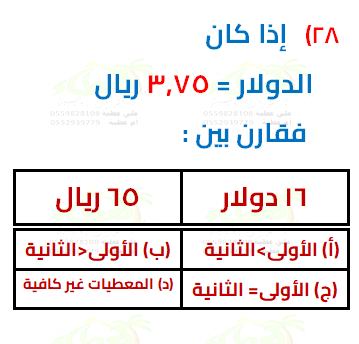 ٢٨) إذا كان
الدولار = ٣,٧٥ ريال
فقارن بين :
١٦ دولار ٦٥ ريال
(أ) الأولى>الثانية (ب) الأولى<الثانية
(ج) الأولى= الثانية (د) المعطيات غير كافية